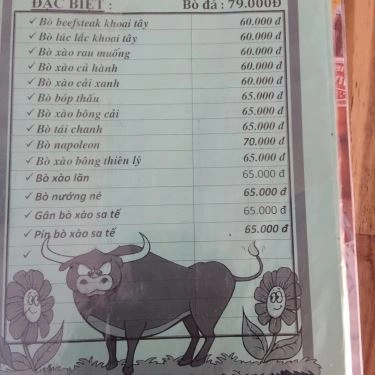 ĐẶC BIỆT : Bò đá : 79.000Đ
✓ Bò beefsteak khoai tây 60.000 đ
✓ Bò lúc lắc khoai tây 60.000 đ
✓ Bò xào rau muống 60.000 đ
✓ Bò xào củ hành 60.000 đ
✓ Bò xào cải xanh 60.000 đ
✓ Bò bóp thấu 65.000 đ
✓ Bò xào bông cải 65.000 đ
✓ Bò tái chanh 65.000 đ
✓ Bò napoleon 70.000 đ
✓ Bò xào bông thiên lý 65.000 đ
✓ Bò xào lăn 65.000 đ
✓ Bò nướng né 65.000 đ
✓ Gân bò xào sa tế 65.000 đ
✓ Pín bò xào sa tế 65.000 đ
✓